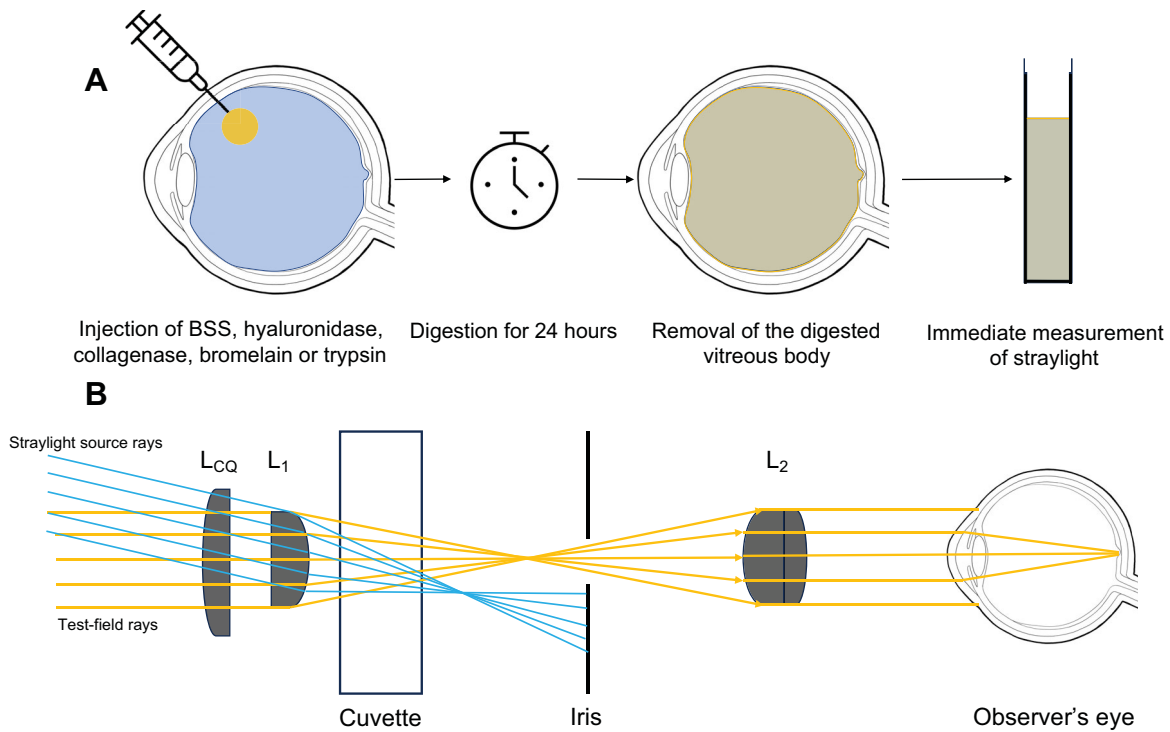 A
Injection of BSS, hyaluronidase,
collagenase, bromelain or trypsin
Digestion for 24 hours
Removal of the digested
vitreous body
Immediate measurement
of straylight
B
Straylight source rays
L_CQ
L_1
L_2
Test-field rays
Cuvette
Iris
Observer’s eye